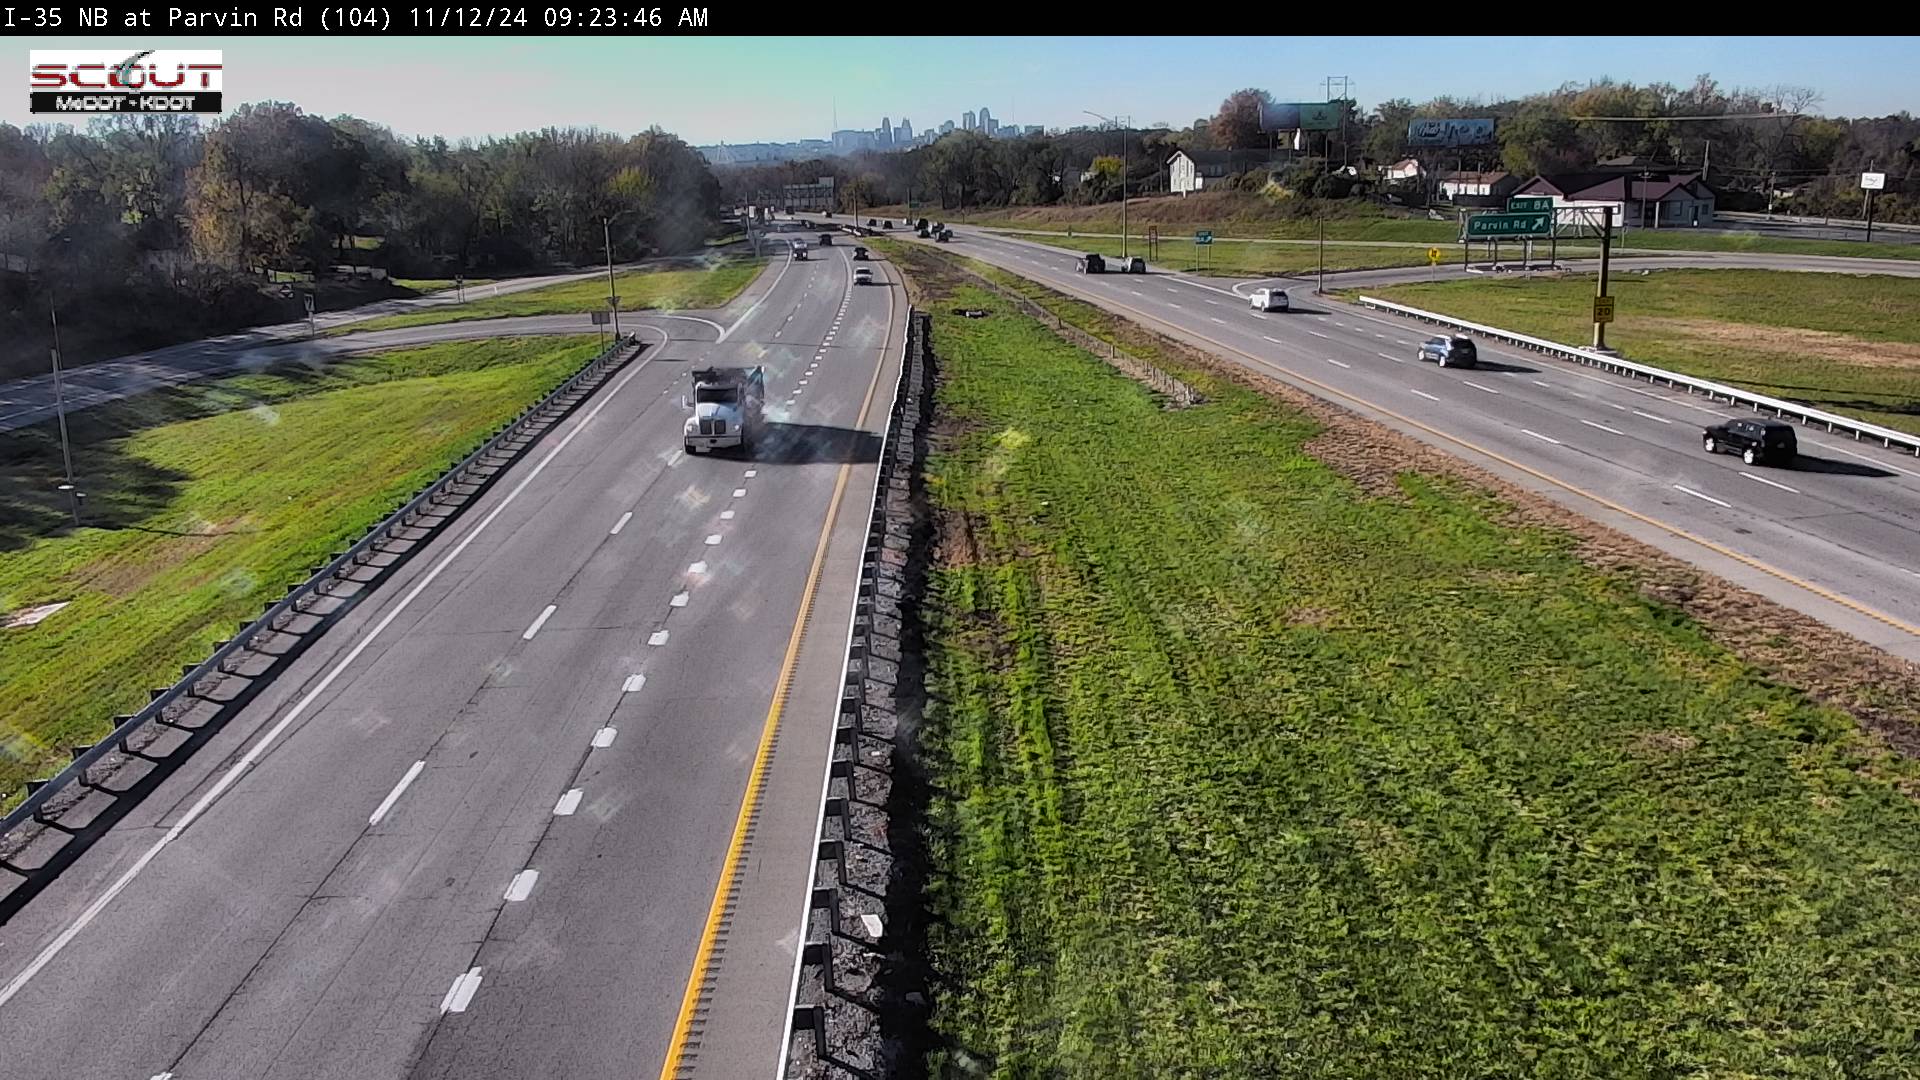 I-35 NB at Parvin Rd (104) 11/12/24 09:23:46 AM
SCOUT
MoDOT - KDOT
EXIT 8A
Parvin Rd
20